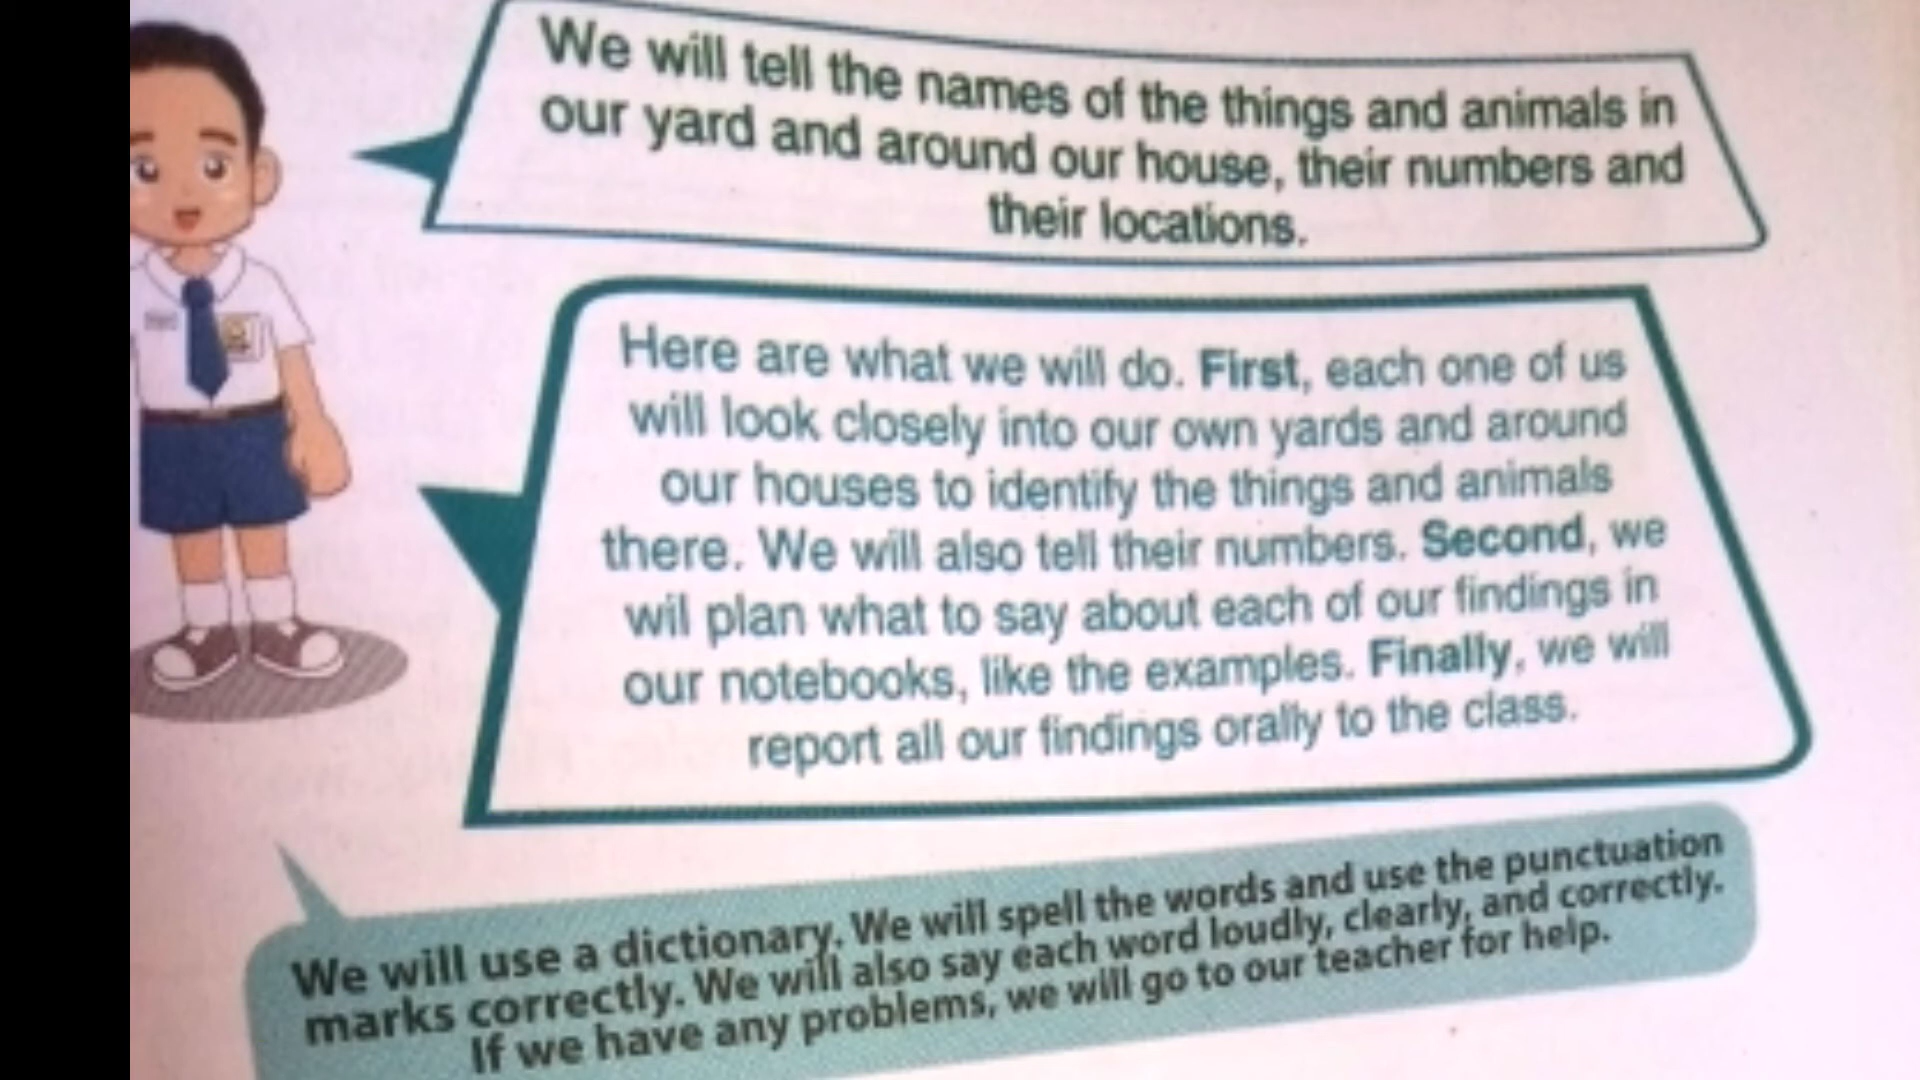 We will tell the names of the things and animals in
our yard and around our house, their numbers and
their locations.
Here are what we will do. First, each one of us
will look closely into our own yards and around
our houses to identify the things and animals
there. We will also tell their numbers. Second, we
wil plan what to say about each of our findings in
our notebooks, like the examples. Finally, we will
report all our findings orally to the class.
We will use a dictionary. We will spell the words and use the punctuation
marks correctly. We will also say each word loudly, clearly, and correctly.
If we have any problems, we will go to our teacher for help.